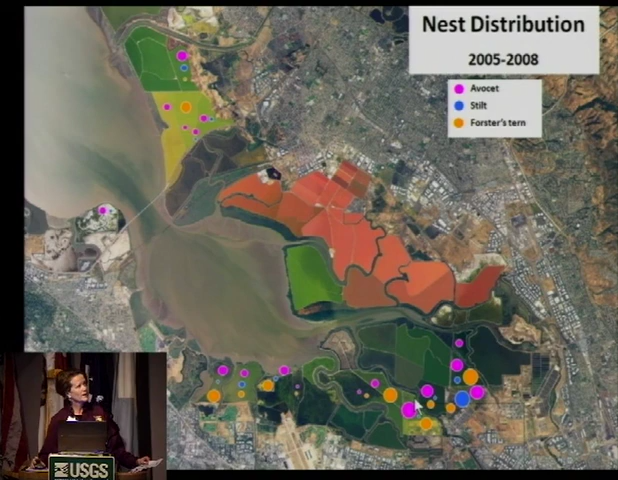 Nest Distribution
2005-2008
Avocet
Stilt
Forster's tern
USGS